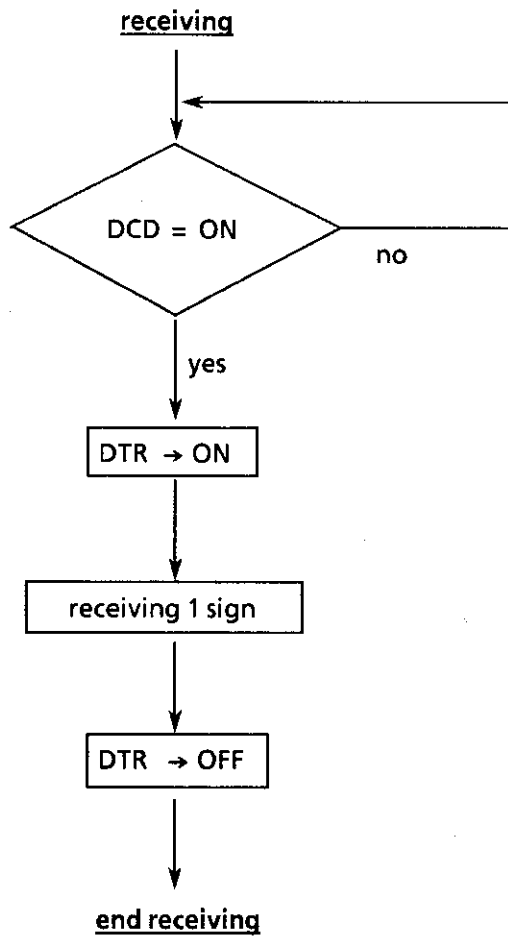 receiving
DCD = ON
no
yes
DTR → ON
receiving 1 sign
DTR → OFF
end receiving